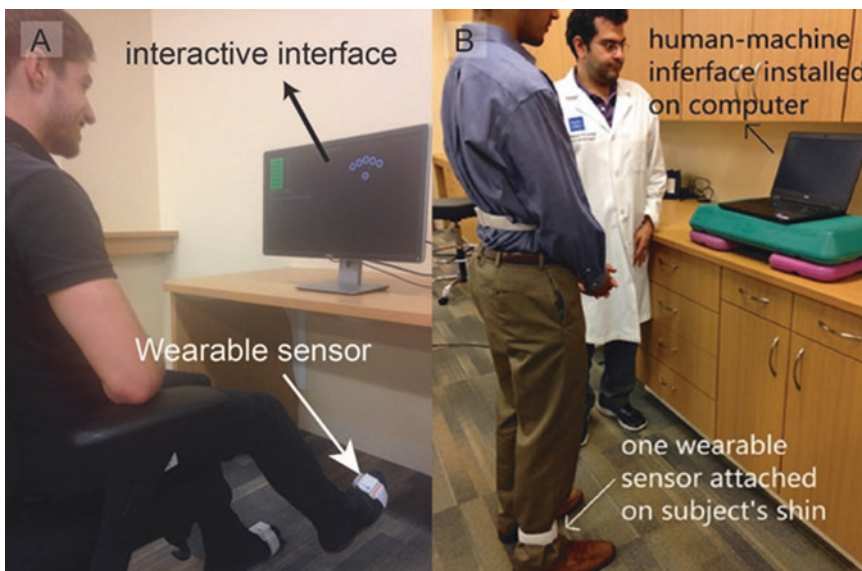 A
interactive interface
Wearable sensor
B
human-machine
inferface installed
on computer
one wearable
sensor attached
on subject's shin